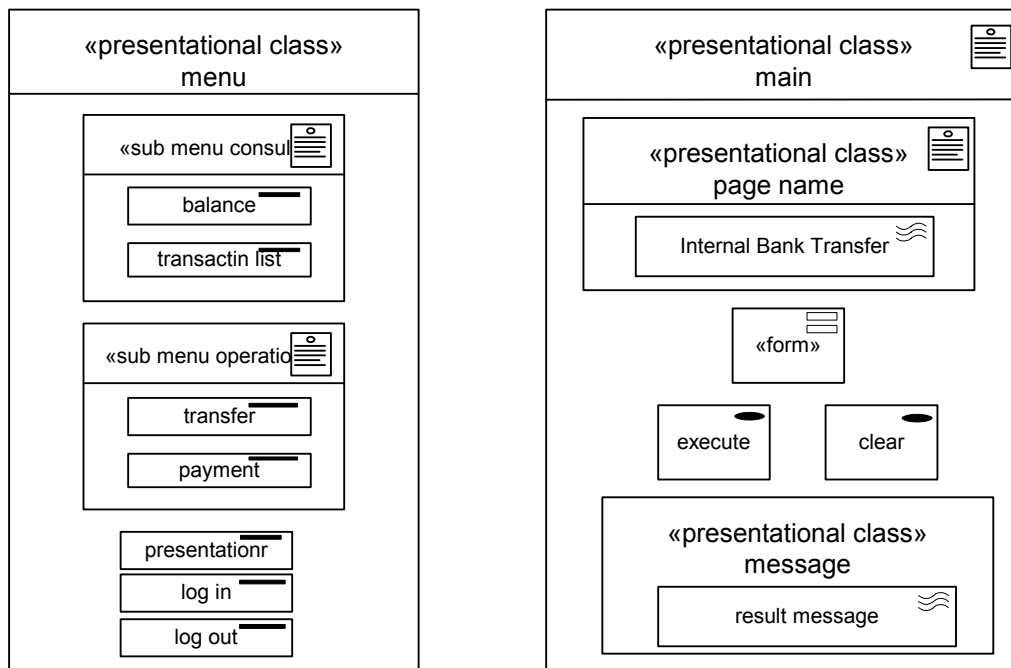 «presentational class»
menu
«sub menu consul
balance
transactin list
«sub menu operatio
transfer
payment
presentationr
log in
log out
«presentational class»
main
«presentational class»
page name
Internal Bank Transfer
«form»
execute
clear
«presentational class»
message
result message